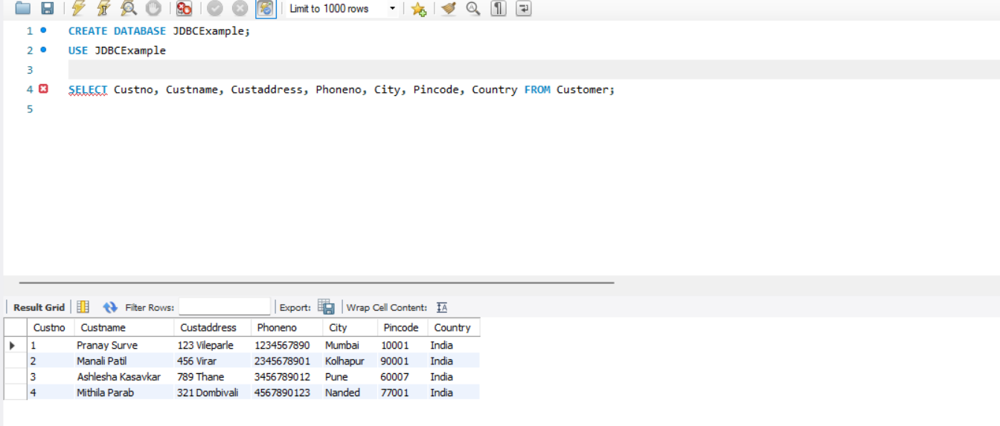 Limit to 1000 rows
1 CREATE DATABASE JDBCExample;
2 USE JDBCExample
3
4 SELECT Custno, Custname, Custaddress, Phoneno, City, Pincode, Country FROM Customer;
5
Result Grid Filter Rows: Export: Wrap Cell Content: IA
Custno Custname Custaddress Phoneno City Pincode Country
1 Pranay Surve 123 Vileparle 1234567890 Mumbai 10001 India
2 Manali Patil 456 Virar 2345678901 Kolhapur 90001 India
3 Ashlesha Kasavkar 789 Thane 3456789012 Pune 60007 India
4 Mithila Parab 321 Dombivali 4567890123 Nanded 77001 India